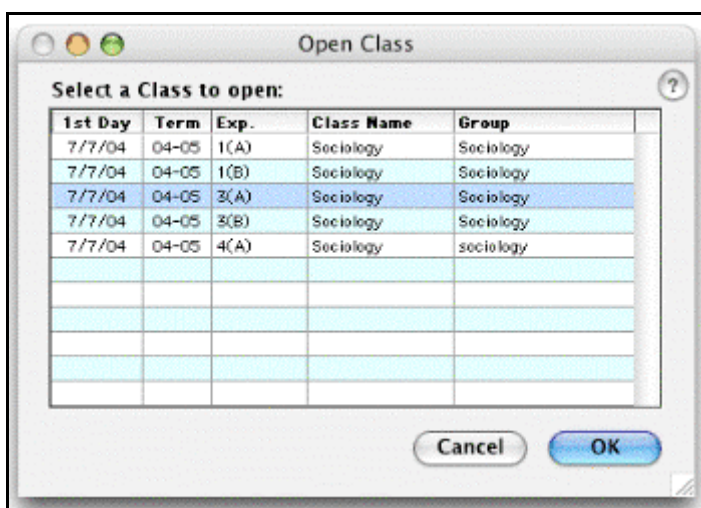 Open Class
Select a Class to open:
?
1st Day Term Exp. Class Name Group
7/7/04 04-05 1(A) Sociology Sociology
7/7/04 04-05 1(B) Sociology Sociology
7/7/04 04-05 3(A) Sociology Sociology
7/7/04 04-05 3(B) Sociology Sociology
7/7/04 04-05 4(A) Sociology sociology
Cancel OK